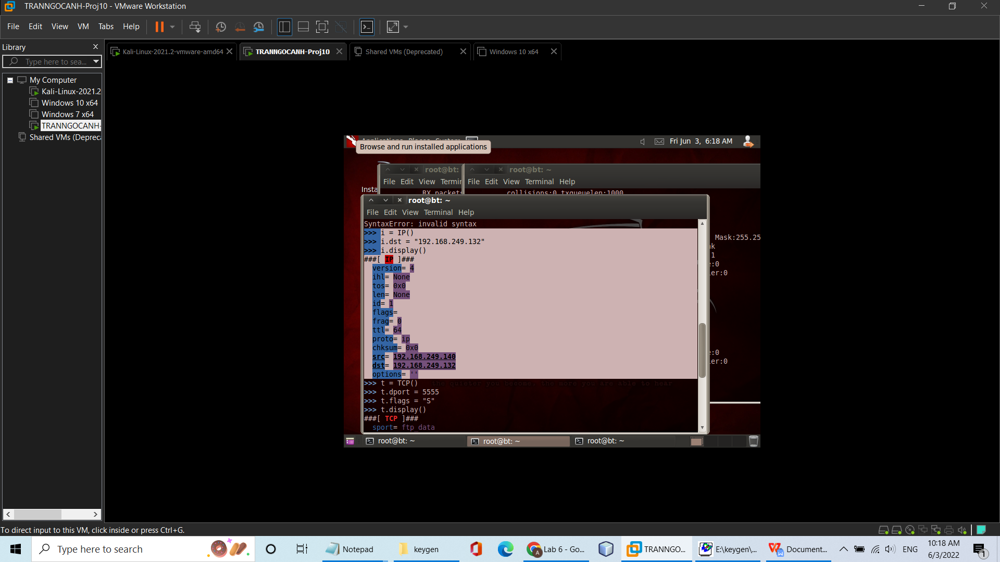 TRANNGOCANH-Proj10 - VMware Workstation
File Edit View VM Tabs Help
Library
Type here to sea...
My Computer
Kali-Linux-2021.2
Windows 10 x64
Windows 7 x64
TRANNGOCANH-
Shared VMs (Depreca
Kali-Linux-2021.2-vmware-amd64
TRANNGOCANH-Proj10
Shared VMs (Deprecated)
Windows 10 x64
Applications Places System
Fri Jun 3, 6:18 AM
Browse and run installed applications
root@bt:
File Edit View Termin
RX packets
root@bt: ~
File Edit View Terminal Help
collisions:0 txqueuelen:1000
Insta
Mask:255.25
root@bt: ~
File Edit View Terminal Help
SyntaxError: invalid syntax
>>> i = IP()
>>> i.dst = "192.168.249.132"
>>> i.display()
###[ IP ]###
version= 4
ihl= None
tos= 0x0
len= None
id= 1
flags=
frag= 0
ttl= 64
proto= ip
chksum= 0x0
src= 192.168.249.140
dst= 192.168.249.132
options= ''
>>> t = TCP()
the quieter you become, the more you are able to hear
>>> t.dport = 5555
>>> t.flags = "S"
>>> t.display()
###[ TCP ]###
sport= ftp_data
root@bt: ~
root@bt: ~
root@bt: ~
To direct input to this VM, click inside or press Ctrl+G.
Type here to search
Notepad
keygen
Lab 6 - Go...
TRANNGO...
E:\keygen\...
Document...
ENG
10:18 AM
6/3/2022
1